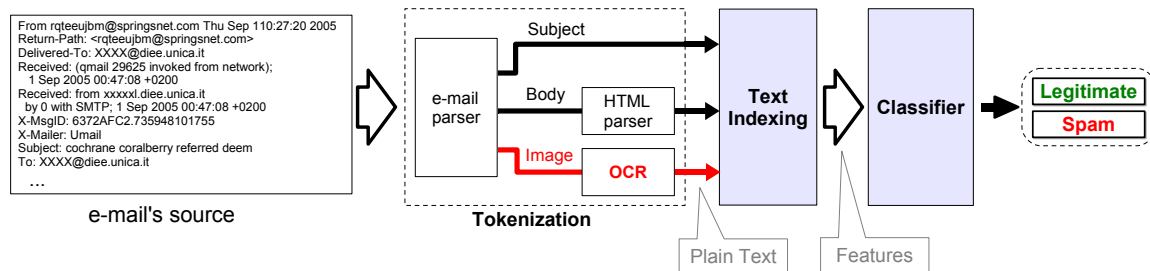 From rqteeujbm@springsnet.com Thu Sep 110:27:20 2005
Return-Path: <rqteeujbm@springsnet.com>
Delivered-To: XXXX@diee.unica.it
Received: (qmail 29625 invoked from network);
1 Sep 2005 00:47:08 +0200
Received: from xxxxxl.diee.unica.it
by 0 with SMTP; 1 Sep 2005 00:47:08 +0200
X-MsgID: 6372AFC2.735948101755
X-Mailer: Umail
Subject: cochrane coralberry referred deem
To: XXXX@diee.unica.it
...
e-mail's source
e-mail
parser
Subject
Body
HTML
parser
Image
OCR
Tokenization
Plain Text
Text
Indexing
Features
Classifier
Legitimate
Spam